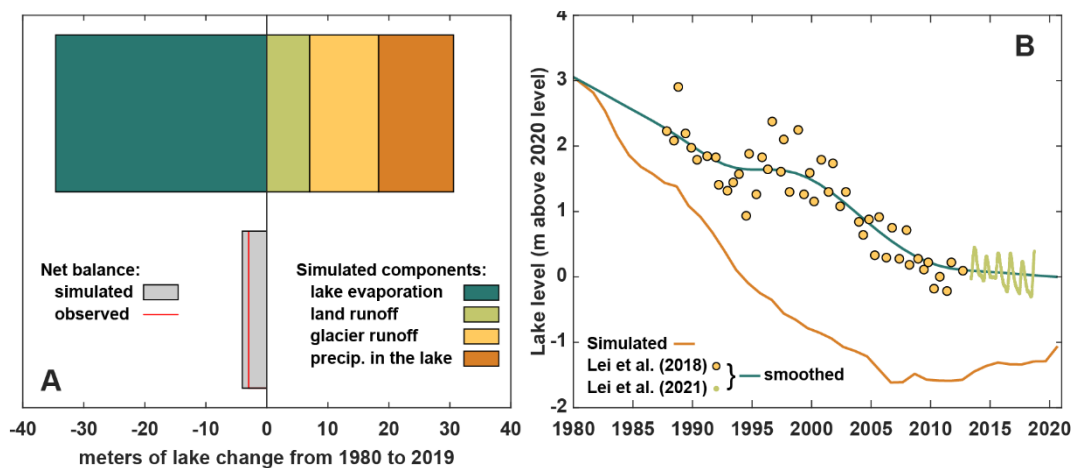 Net balance:
simulated
observed
Simulated components:
lake evaporation
land runoff
glacier runoff
precip. in the lake
A
-40 -30 -20 -10 0 10 20 30 40
meters of lake change from 1980 to 2019
B
Lake level (m above 2020 level)
4
3
2
1
0
-1
-2
Simulated
Lei et al. (2018)
Lei et al. (2021)
} smoothed
1980 1985 1990 1995 2000 2005 2010 2015 2020